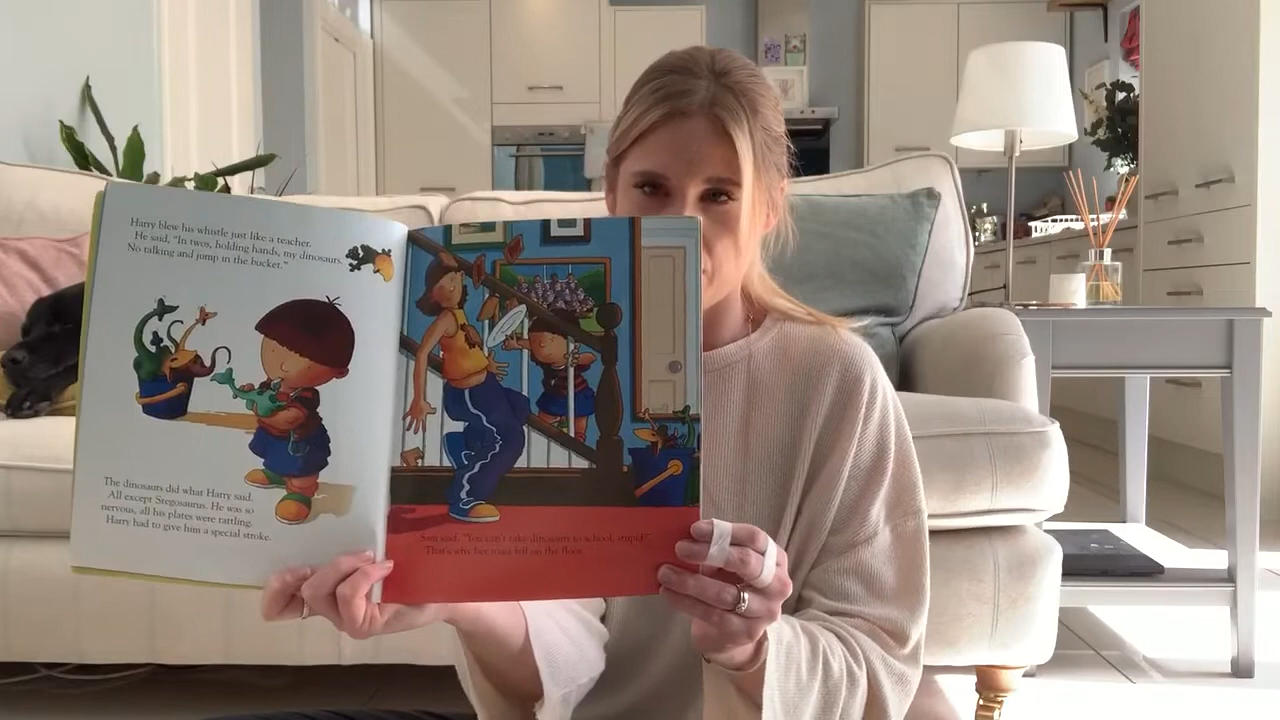 Harry blew his whistle just like a teacher.
He said, "In twos, holding hands, my dinosaurs.
No talking and jump in the bucket."
The dinosaurs did what Harry said.
All except Stegosaurus. He was so
nervous, all his plates were rattling.
Harry had to give him a special stroke.
Sam said, "You can't take dinosaurs to school, stupid!"
That's why her toast fell on the floor.